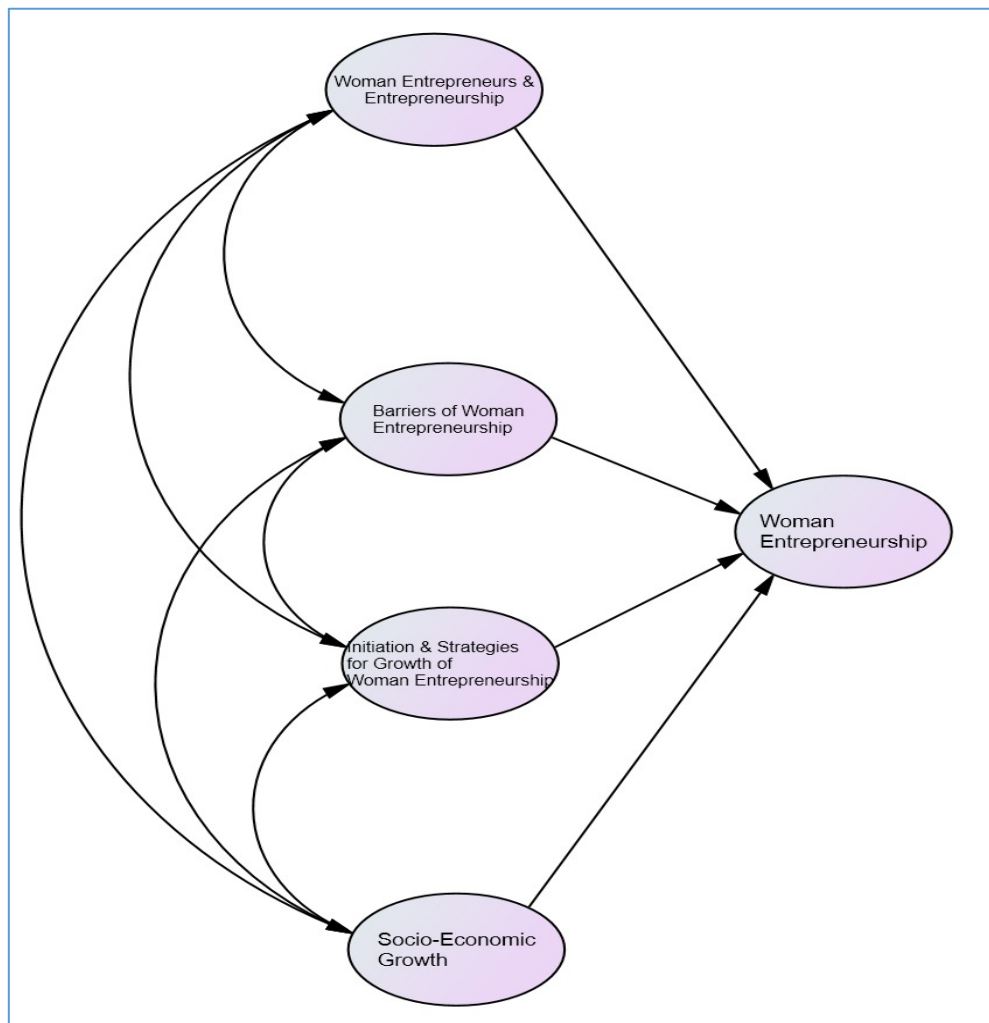 Woman Entrepreneurs &
Entrepreneurship
Barriers of Woman
Entrepreneurship
Woman
Entrepreneurship
Initiation & Strategies
for Growth of
Woman Entrepreneurship
Socio-Economic
Growth